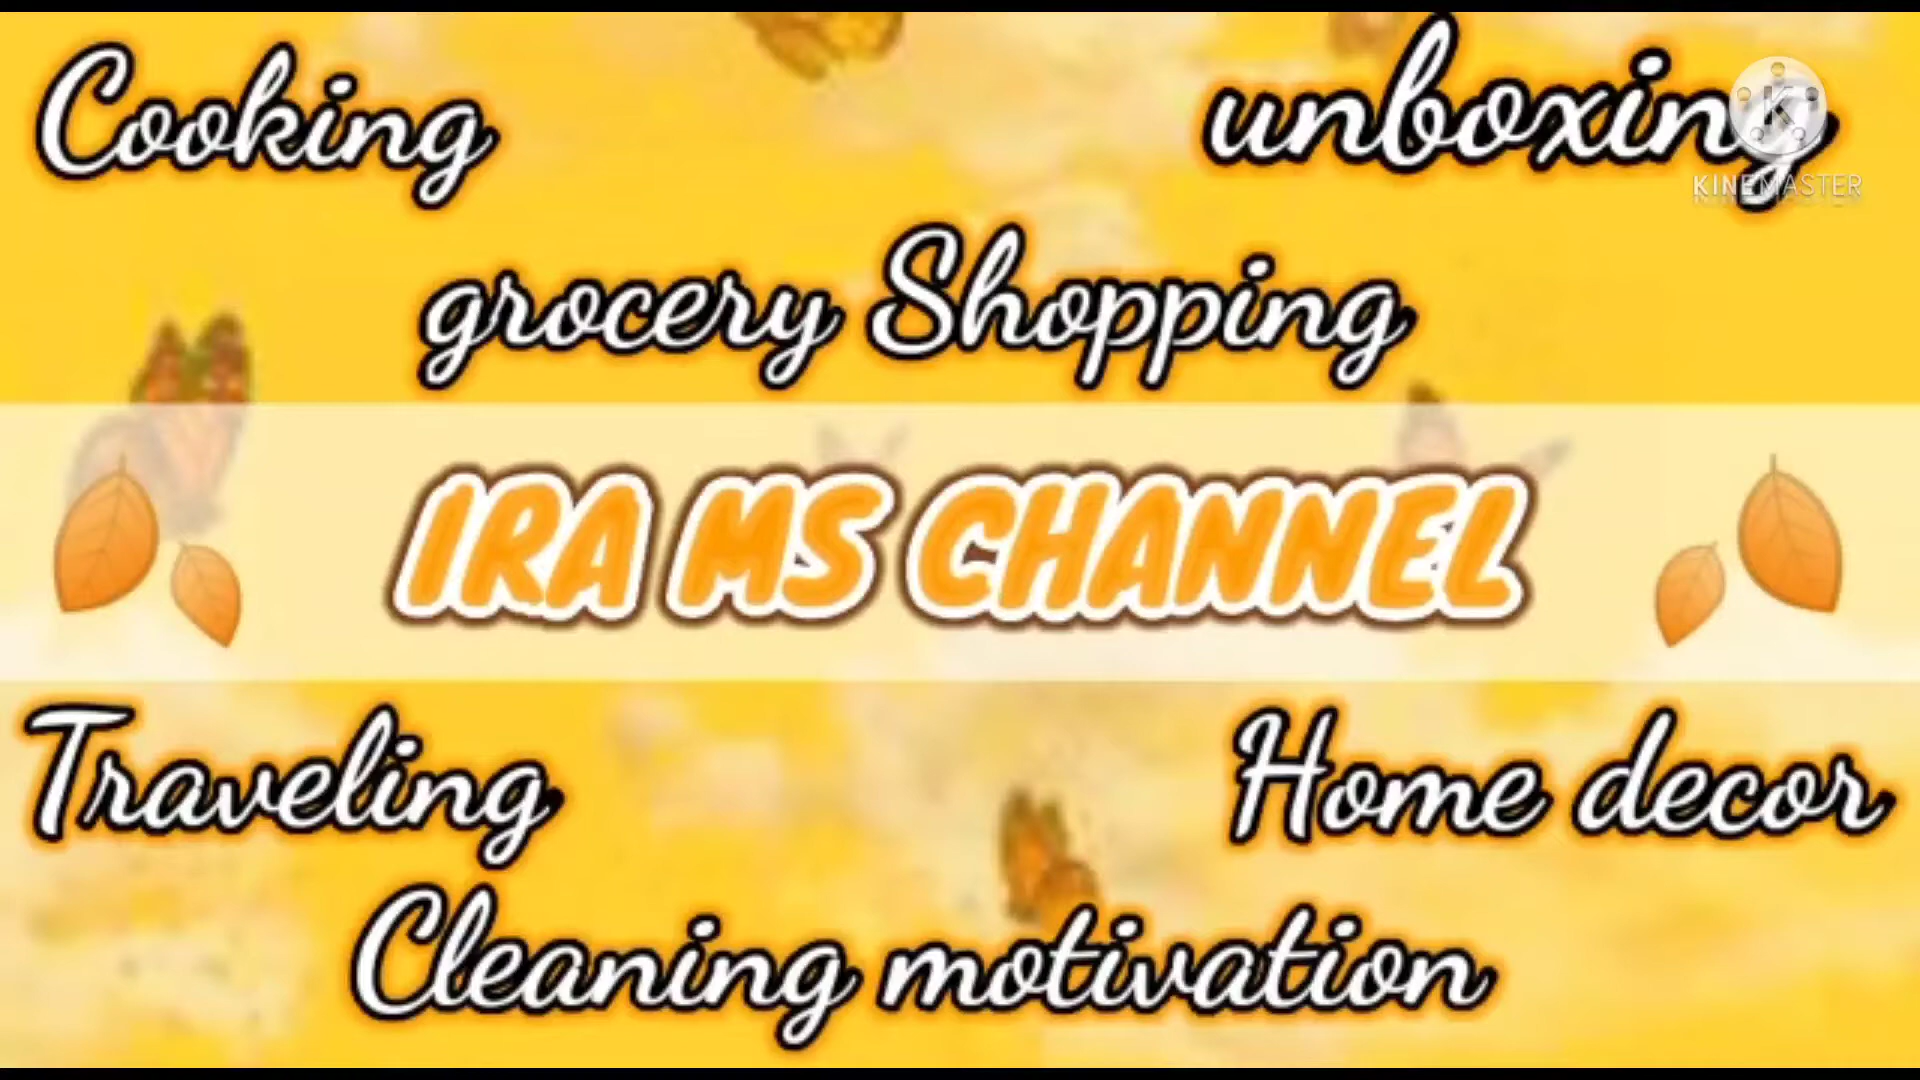 Cooking
unboxing
K
KINEMASTER
grocery Shopping
IRA MS CHANNEL
Traveling
Home decor
Cleaning motivation